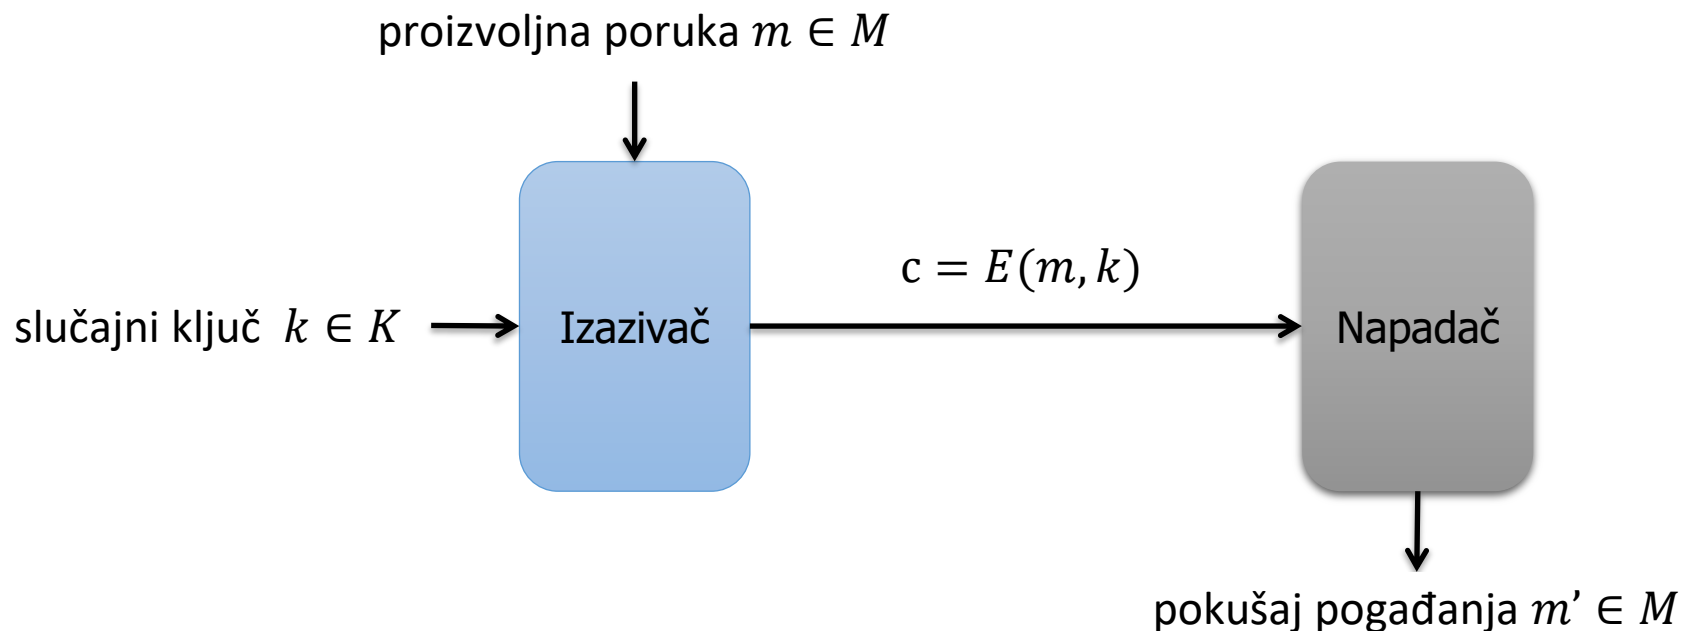 proizvoljna poruka m ∈ M
c = E(m, k)
slučajni ključ k ∈ K
Izazivač
Napadač
pokušaj pogađanja m’ ∈ M